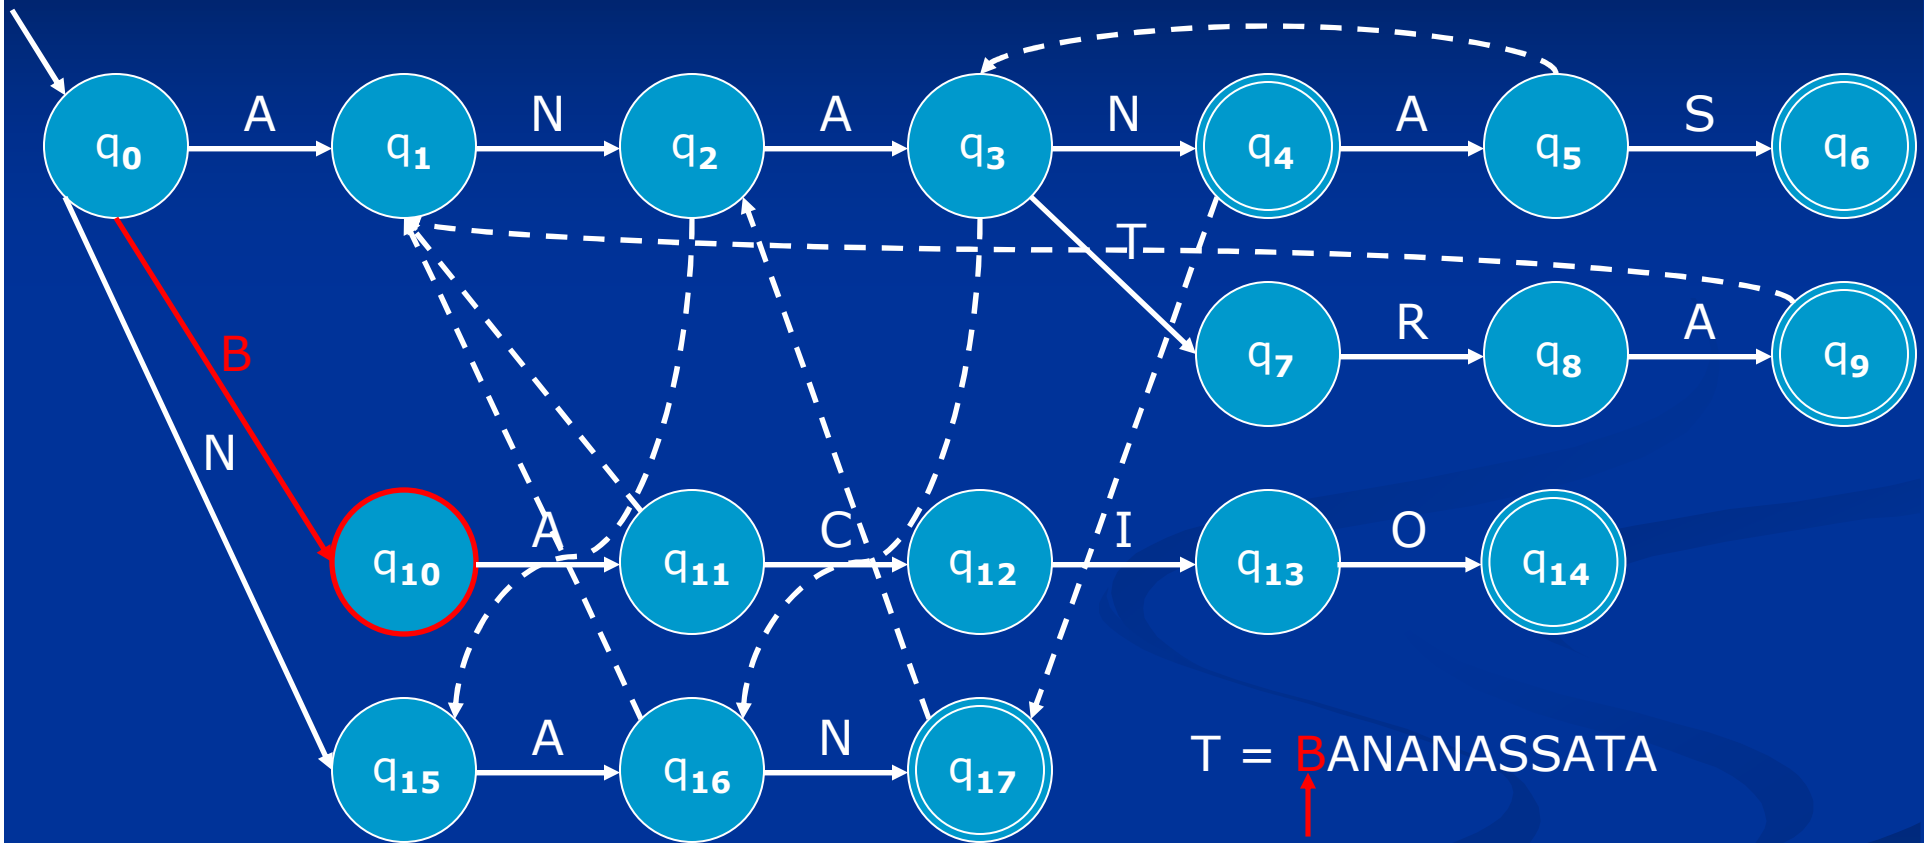 A N A N A S
q0 q1 q2 q3 q4 q5 q6
T
B R A
q7 q8 q9
N
A C I O
q10 q11 q12 q13 q14
A N
T = BANANASSATA
q15 q16 q17